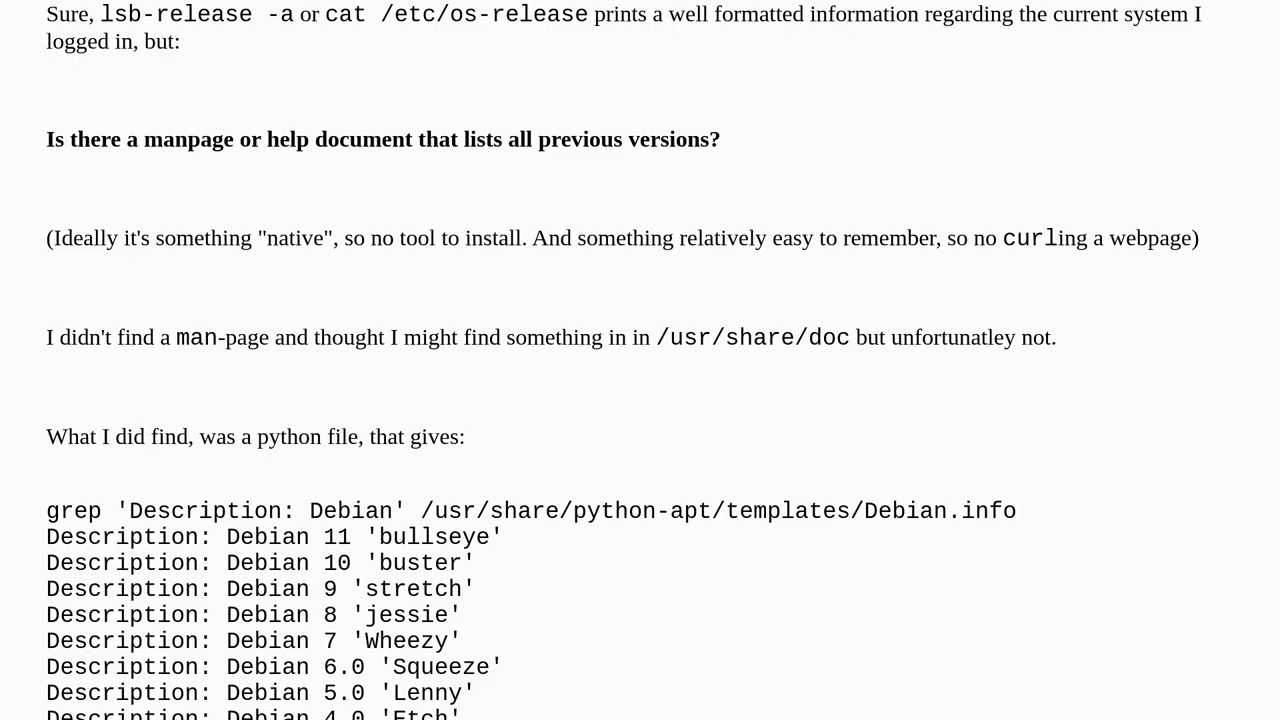 Sure, lsb-release -a or cat /etc/os-release prints a well formatted information regarding the current system I
logged in, but:
Is there a manpage or help document that lists all previous versions?
(Ideally it's something "native", so no tool to install. And something relatively easy to remember, so no curling a webpage)
I didn't find a man-page and thought I might find something in in /usr/share/doc but unfortunatley not.
What I did find, was a python file, that gives:
grep 'Description: Debian' /usr/share/python-apt/templates/Debian.info
Description: Debian 11 'bullseye'
Description: Debian 10 'buster'
Description: Debian 9 'stretch'
Description: Debian 8 'jessie'
Description: Debian 7 'Wheezy'
Description: Debian 6.0 'Squeeze'
Description: Debian 5.0 'Lenny'
Description: Debian 4.0 'Etch'